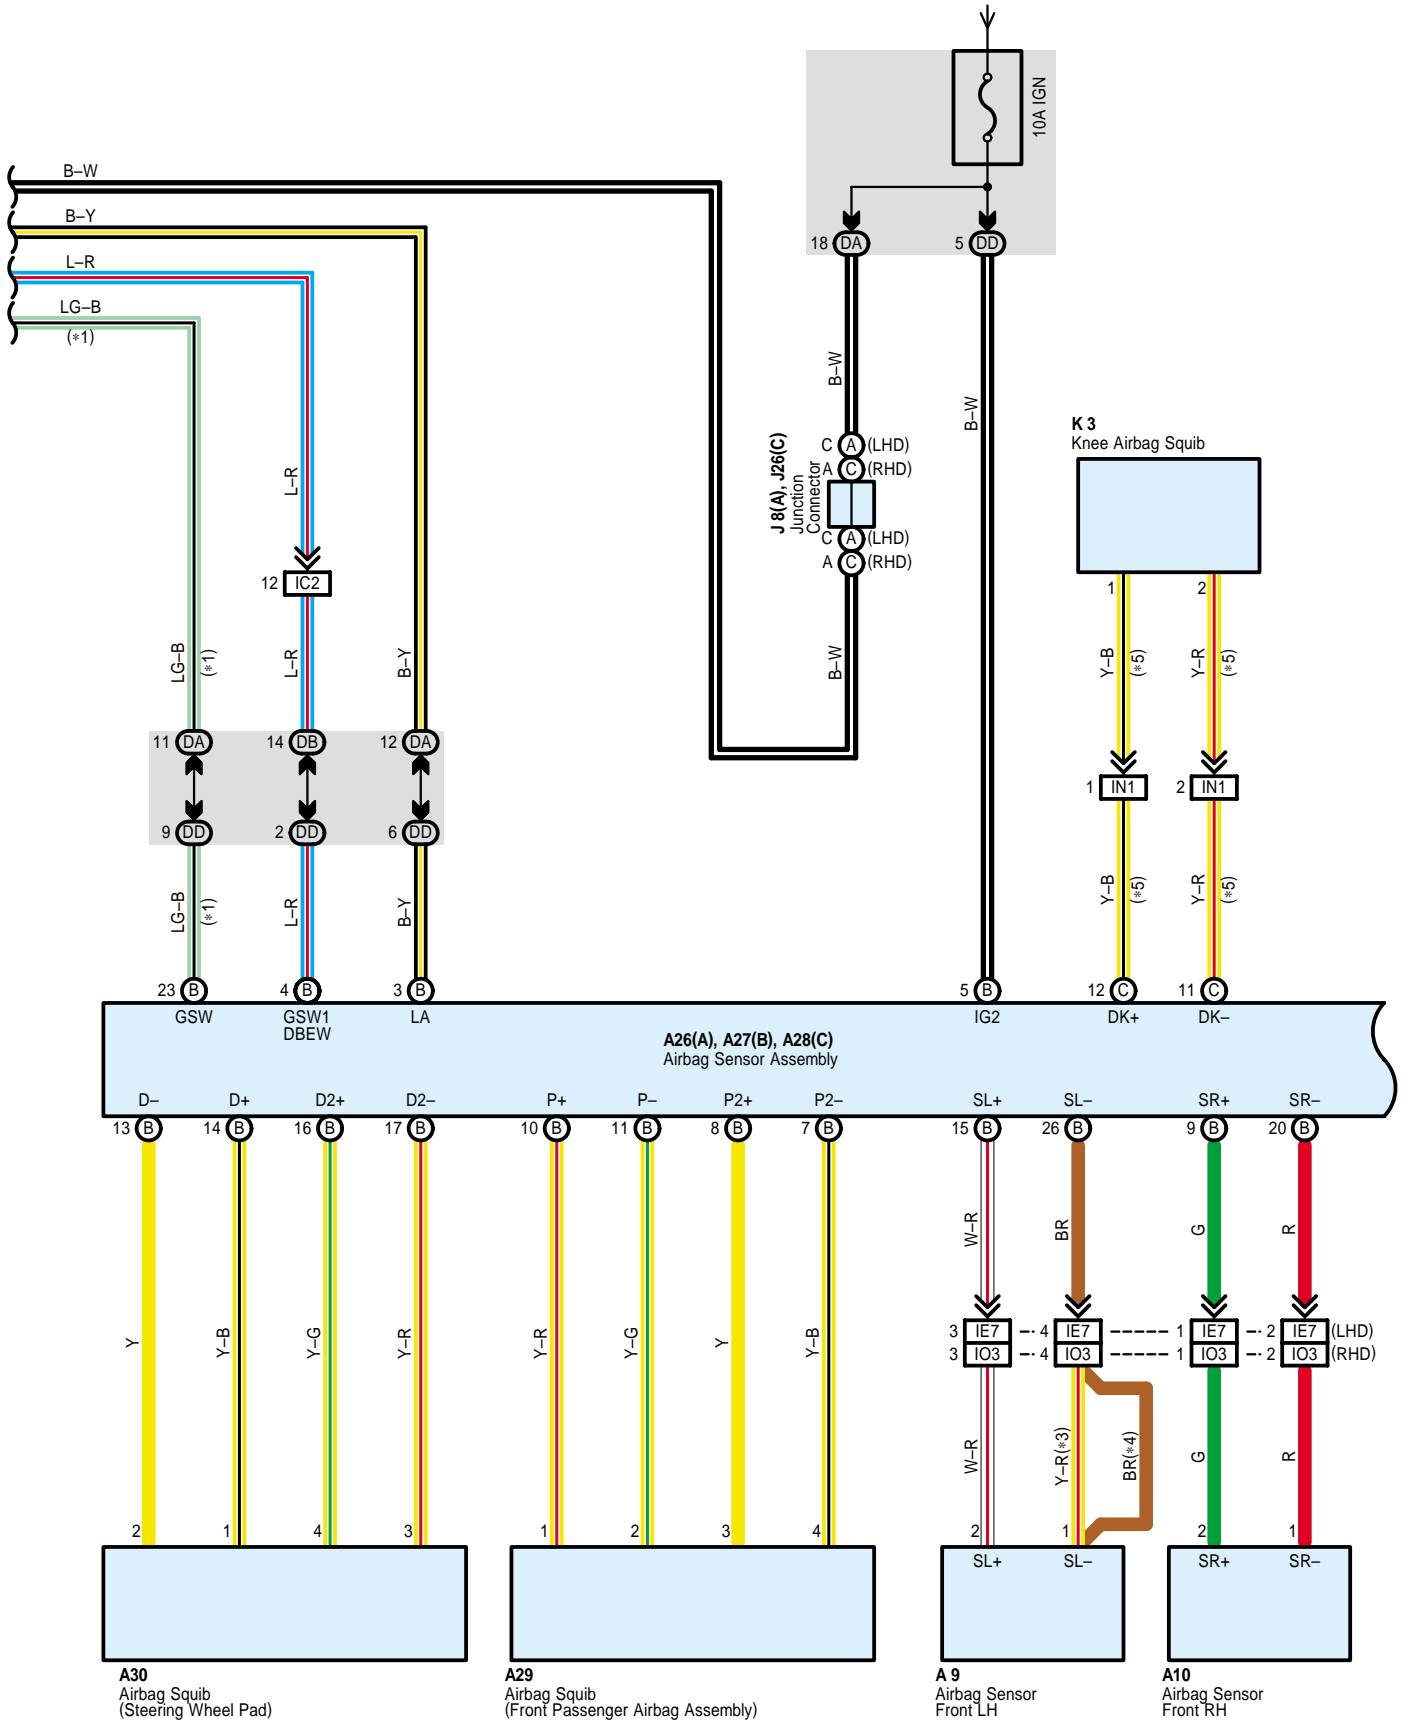 10A IGN
B–W
B–Y
L–R
LG–B
(∗1)
18 DA
5 DD
B–W
B–W
J 8(A), J26(C)
Junction
Connector
C A (LHD)
A C (RHD)
C A (LHD)
A C (RHD)
K 3
Knee Airbag Squib
1 2
L–R
12 IC2
LG–B (∗1)
L–R
B–Y
B–W
Y–B (∗5)
Y–R (∗5)
11 DA
14 DB
12 DA
1 IN1
2 IN1
9 DD
2 DD
6 DD
LG–B (∗1)
L–R
B–Y
Y–B (∗5)
Y–R (∗5)
23 B
4 B
3 B
5 B
12 C
11 C
GSW
GSW1
DBEW
LA
IG2
DK+
DK–
A26(A), A27(B), A28(C)
Airbag Sensor Assembly
D– D+ D2+ D2– P+ P– P2+ P2– SL+ SL– SR+ SR–
13 B 14 B 16 B 17 B 10 B 11 B 8 B 7 B 15 B 26 B 9 B 20 B
W–R BR G R
Y Y–B Y–G Y–R Y–R Y–G Y Y–B
3 IE7 4 IE7 1 IE7 2 IE7 (LHD)
3 IO3 4 IO3 1 IO3 2 IO3 (RHD)
W–R Y–R(∗3) BR(∗4) G R
2 1 4 3 1 2 3 4 2 1 2 1
SL+ SL– SR+ SR–
A30
Airbag Squib
(Steering Wheel Pad)
A29
Airbag Squib
(Front Passenger Airbag Assembly)
A 9
Airbag Sensor
Front LH
A10
Airbag Sensor
Front RH